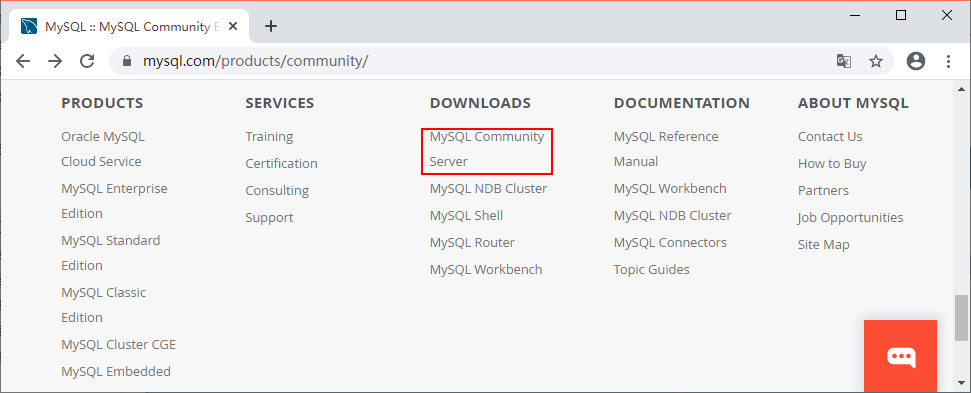 MySQL :: MySQL Community E
mysql.com/products/community/
PRODUCTS
Oracle MySQL
Cloud Service
MySQL Enterprise
Edition
MySQL Standard
Edition
MySQL Classic
Edition
MySQL Cluster CGE
MySQL Embedded
SERVICES
Training
Certification
Consulting
Support
DOWNLOADS
MySQL Community
Server
MySQL NDB Cluster
MySQL Shell
MySQL Router
MySQL Workbench
DOCUMENTATION
MySQL Reference
Manual
MySQL Workbench
MySQL NDB Cluster
MySQL Connectors
Topic Guides
ABOUT MYSQL
Contact Us
How to Buy
Partners
Job Opportunities
Site Map